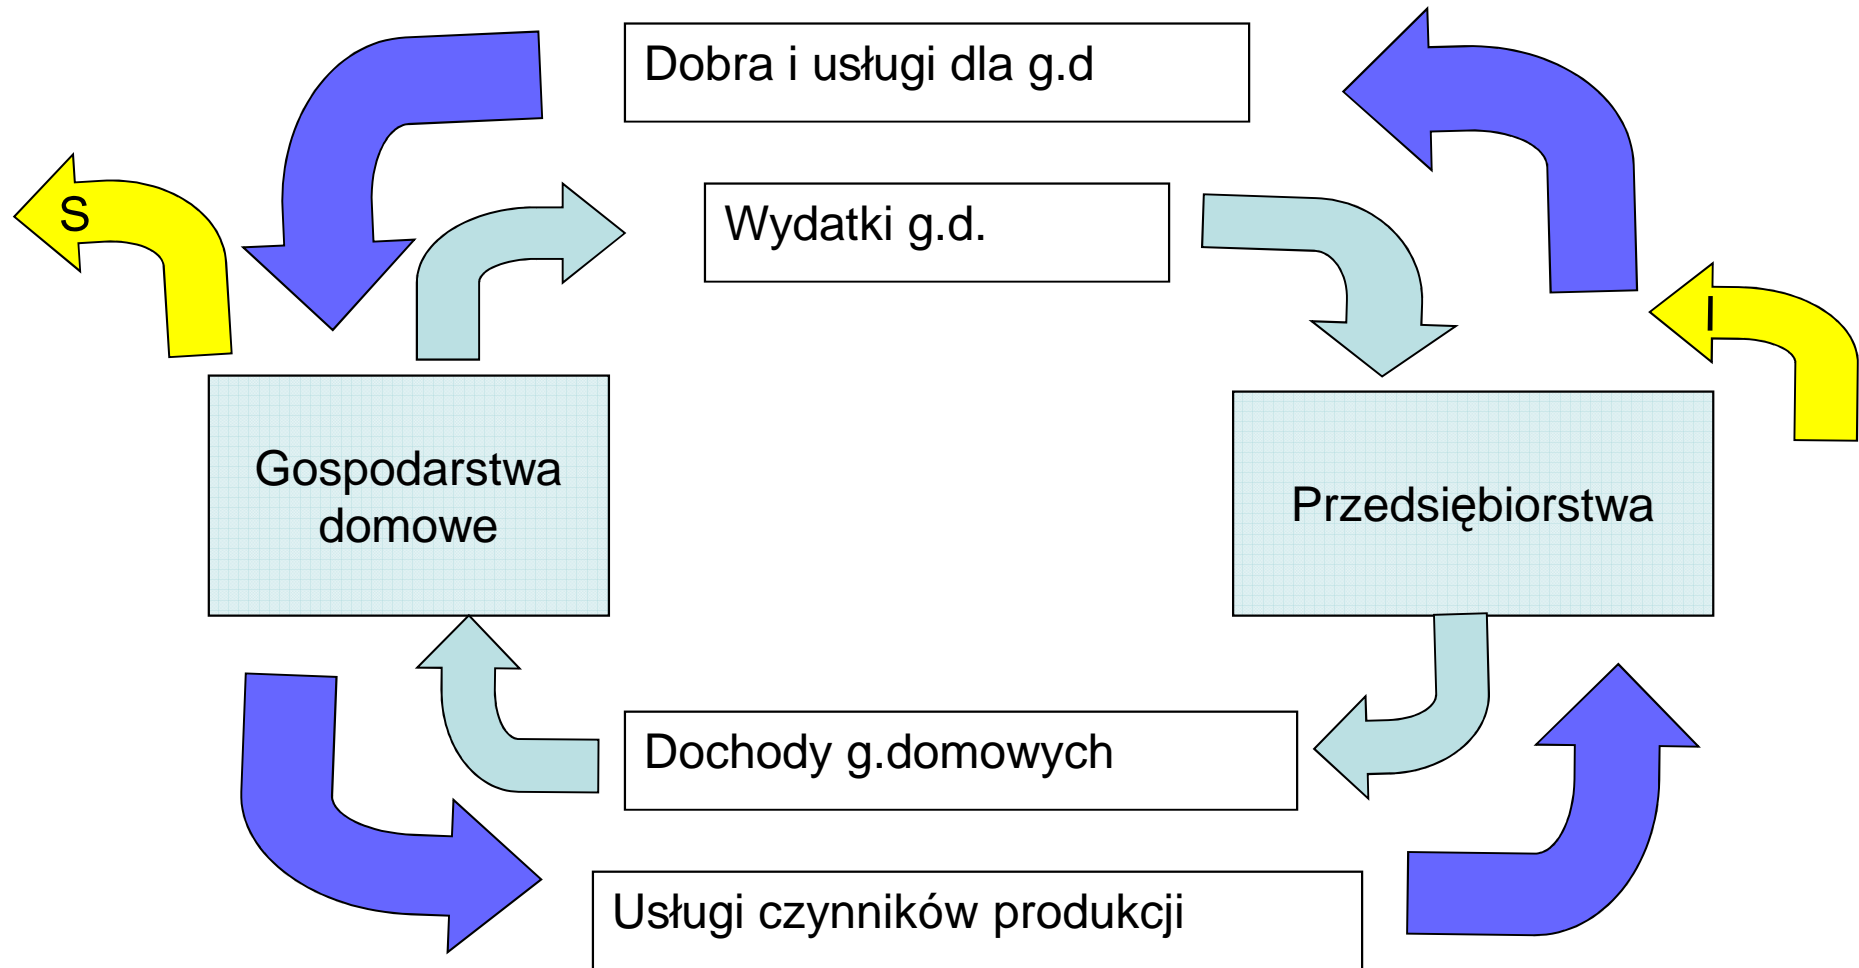 Dobra i usługi dla g.d
S
Wydatki g.d.
I
Gospodarstwa
domowe
Przedsiębiorstwa
Dochody g.domowych
Usługi czynników produkcji